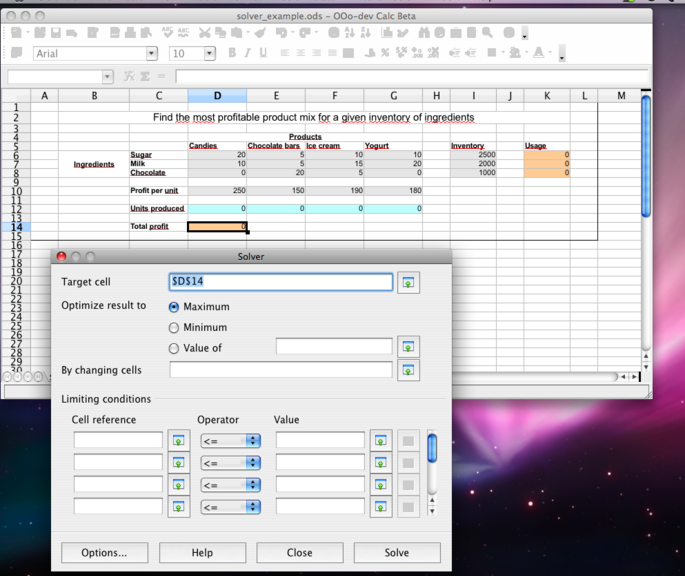 solver_example.ods – OOo-dev Calc Beta
Arial 10
A B C D E F G H I J K L M
1
2 Find the most profitable product mix for a given inventory of ingredients
3
4 Products
5 Candies Chocolate bars Ice cream Yogurt Inventory Usage
6 Sugar 20 5 10 10 2500 0
7 Ingredients Milk 10 5 15 20 2000 0
8 Chocolate 0 20 5 0 1000 0
9
10 Profit per unit 250 150 190 180
11
12 Units produced 0 0 0 0
13
14 Total profit 0
15
16
17
18
19
20
21
22
23
24
25
26
27
28
29
30
Solver
Target cell $D$14
Optimize result to Maximum
Minimum
Value of
By changing cells
Limiting conditions
Cell reference Operator Value
<=
<=
<=
<=
Options... Help Close Solve